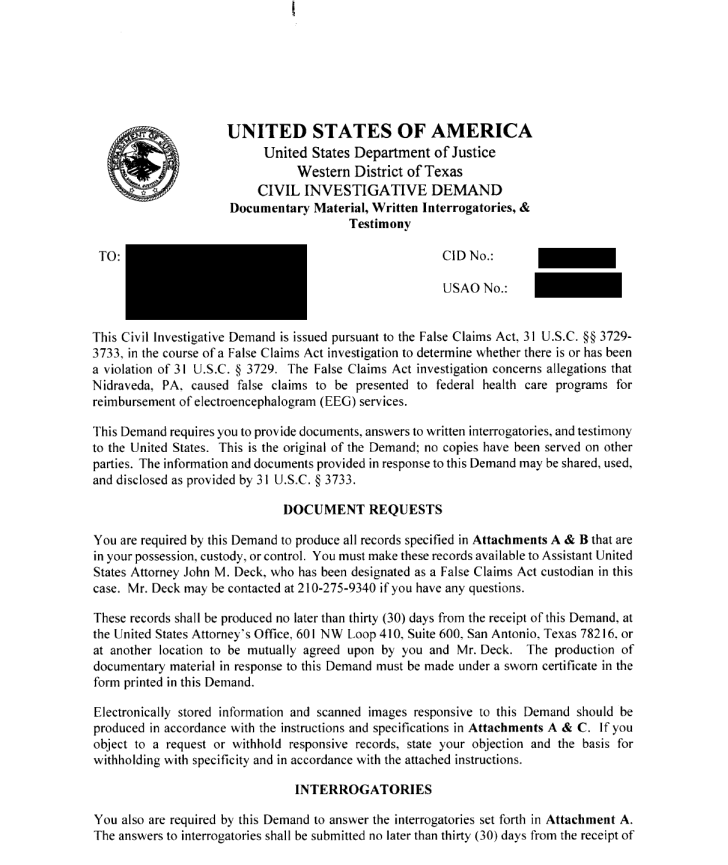 UNITED STATES OF AMERICA
United States Department of Justice
Western District of Texas
CIVIL INVESTIGATIVE DEMAND
Documentary Material, Written Interrogatories, &
Testimony
TO:
CID No.:
USAO No.:
This Civil Investigative Demand is issued pursuant to the False Claims Act, 31 U.S.C. §§ 3729-
3733, in the course of a False Claims Act investigation to determine whether there is or has been
a violation of 31 U.S.C. § 3729. The False Claims Act investigation concerns allegations that
Nidraveda, PA, caused false claims to be presented to federal health care programs for
reimbursement of electroencephalogram (EEG) services.
This Demand requires you to provide documents, answers to written interrogatories, and testimony
to the United States. This is the original of the Demand; no copies have been served on other
parties. The information and documents provided in response to this Demand may be shared, used,
and disclosed as provided by 31 U.S.C. § 3733.
DOCUMENT REQUESTS
You are required by this Demand to produce all records specified in Attachments A & B that are
in your possession, custody, or control. You must make these records available to Assistant United
States Attorney John M. Deck, who has been designated as a False Claims Act custodian in this
case. Mr. Deck may be contacted at 210-275-9340 if you have any questions.
These records shall be produced no later than thirty (30) days from the receipt of this Demand, at
the United States Attorney's Office, 601 NW Loop 410, Suite 600, San Antonio, Texas 78216, or
at another location to be mutually agreed upon by you and Mr. Deck. The production of
documentary material in response to this Demand must be made under a sworn certificate in the
form printed in this Demand.
Electronically stored information and scanned images responsive to this Demand should be
produced in accordance with the instructions and specifications in Attachments A & C. If you
object to a request or withhold responsive records, state your objection and the basis for
withholding with specificity and in accordance with the attached instructions.
INTERROGATORIES
You also are required by this Demand to answer the interrogatories set forth in Attachment A.
The answers to interrogatories shall be submitted no later than thirty (30) days from the receipt of